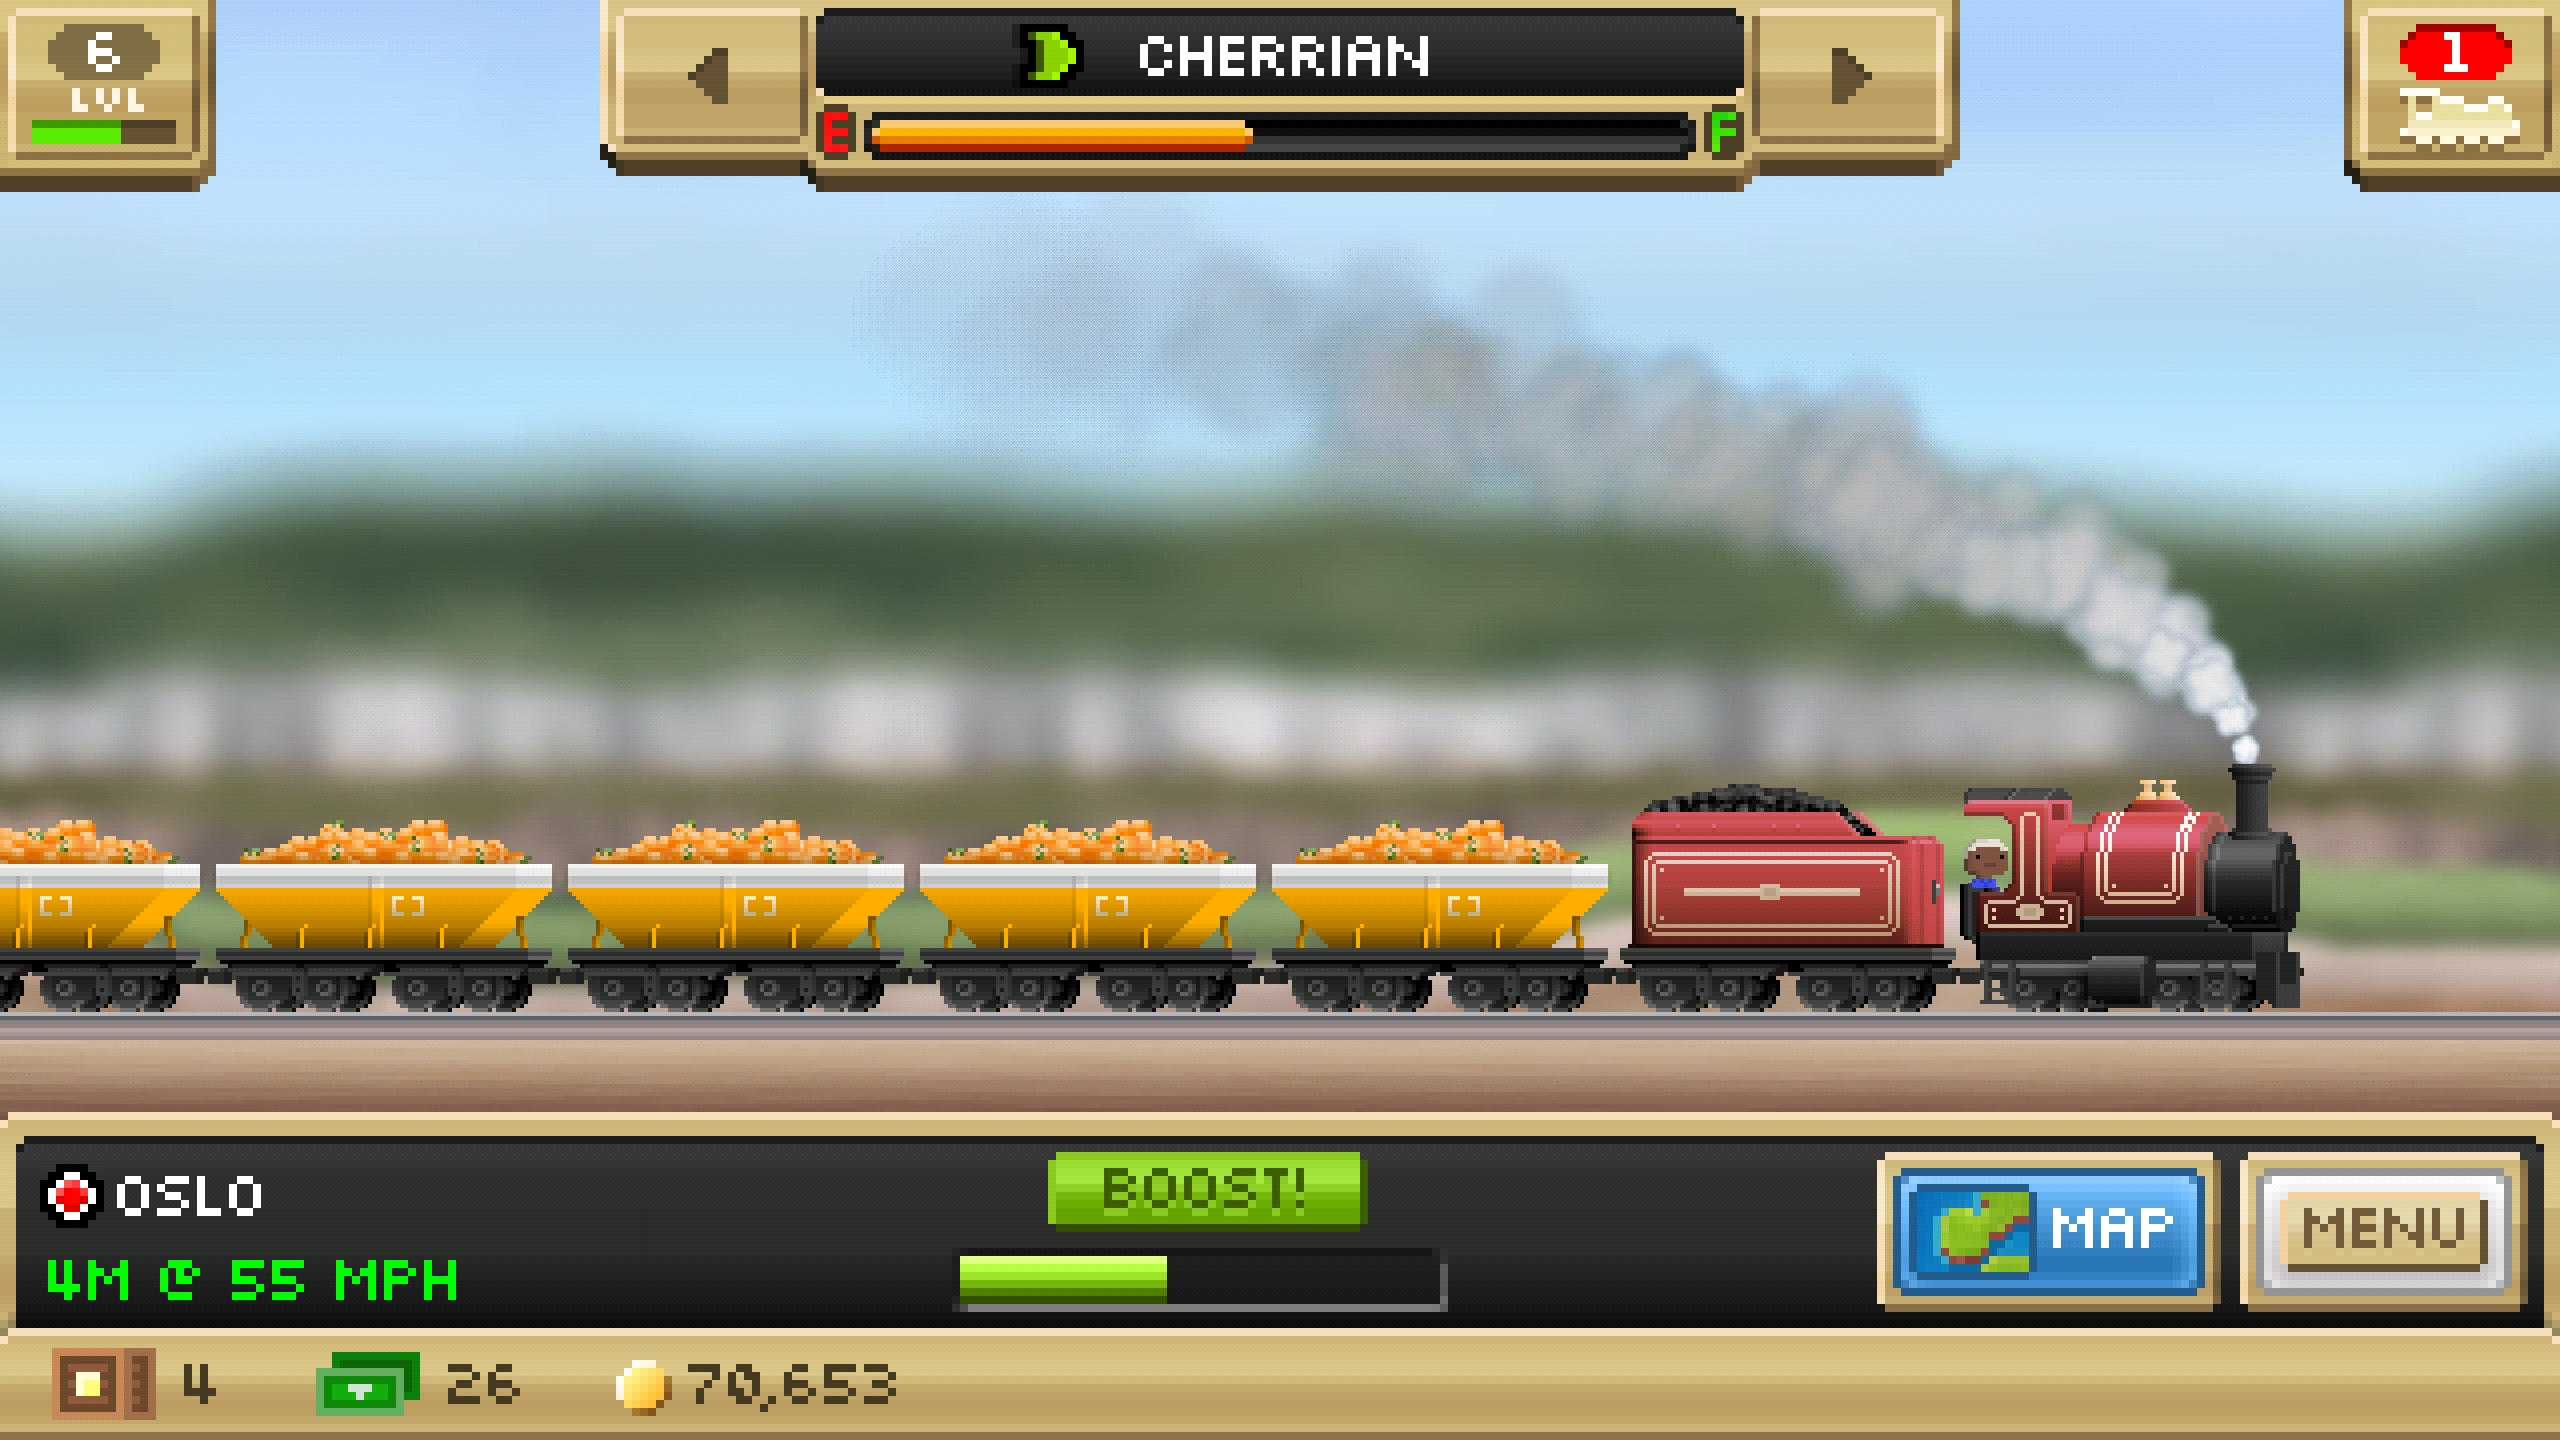 6
LVL
CHERRIAN
E F
1
OSLO
BOOST!
4M @ 55 MPH
MAP
MENU
4 26 70,653